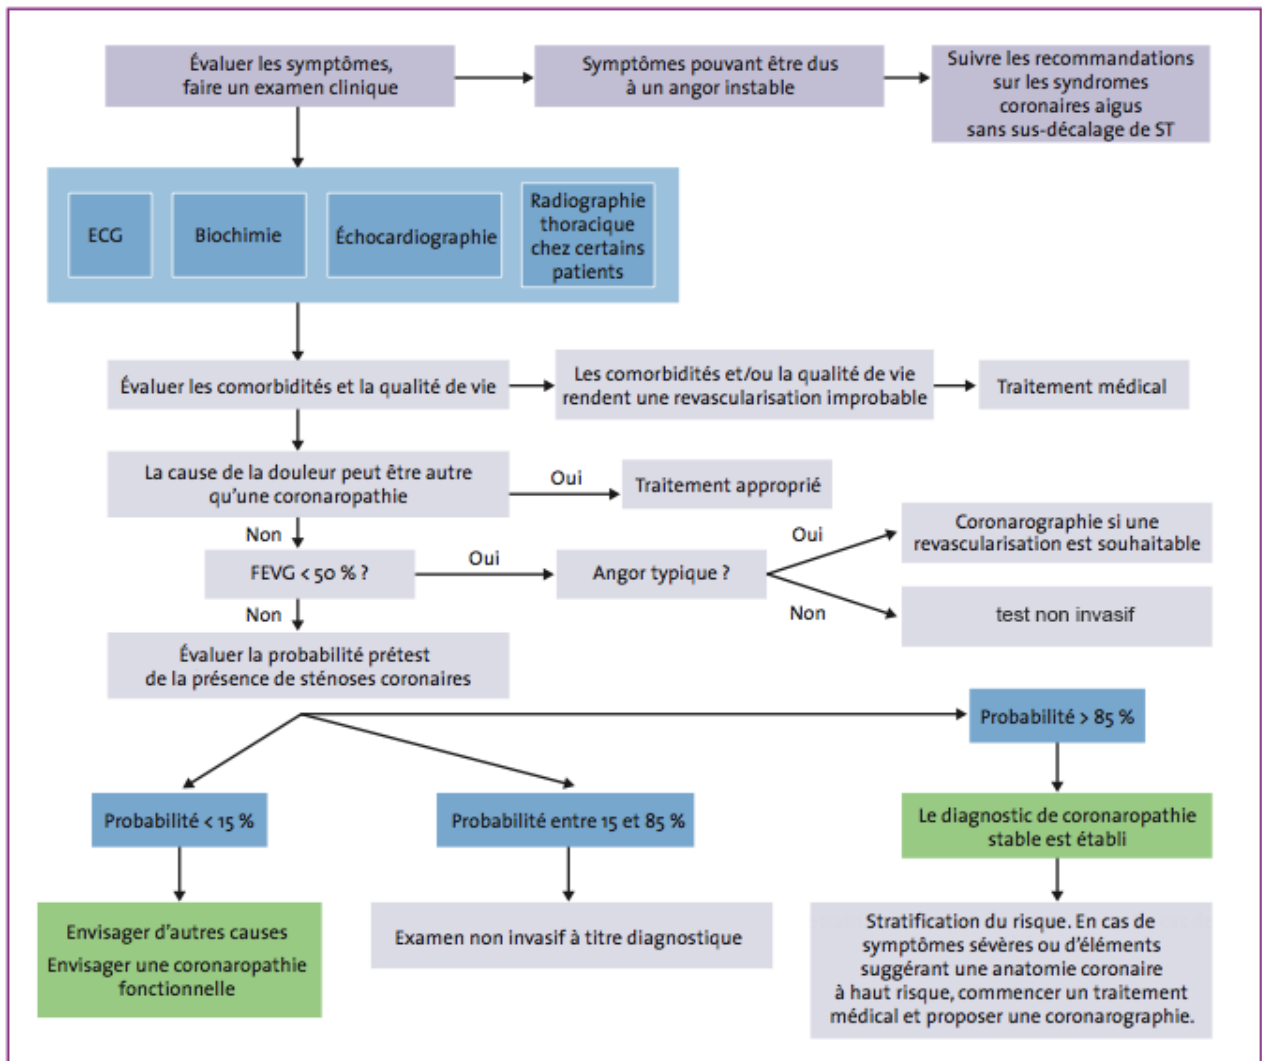 Évaluer les symptômes,
faire un examen clinique
Symptômes pouvant être dus
à un angor instable
Suivre les recommandations
sur les syndromes
coronaires aigus
sans sus-décalage de ST
ECG
Biochimie
Échocardiographie
Radiographie
thoracique
chez certains
patients
Évaluer les comorbidités et la qualité de vie
Les comorbidités et/ou la qualité de vie
rendent une revascularisation improbable
Traitement médical
La cause de la douleur peut être autre
qu'une coronaropathie
Oui
Traitement approprié
Non
FEVG < 50 % ?
Oui
Angor typique ?
Oui
Coronarographie si une
revascularisation est souhaitable
Non
test non invasif
Non
Évaluer la probabilité prétest
de la présence de sténoses coronaires
Probabilité > 85 %
Probabilité < 15 %
Probabilité entre 15 et 85 %
Le diagnostic de coronaropathie
stable est établi
Envisager d'autres causes
Envisager une coronaropathie
fonctionnelle
Examen non invasif à titre diagnostique
Stratification du risque. En cas de
symptômes sévères ou d'éléments
suggérant une anatomie coronaire
à haut risque, commencer un traitement
médical et proposer une coronarographie.